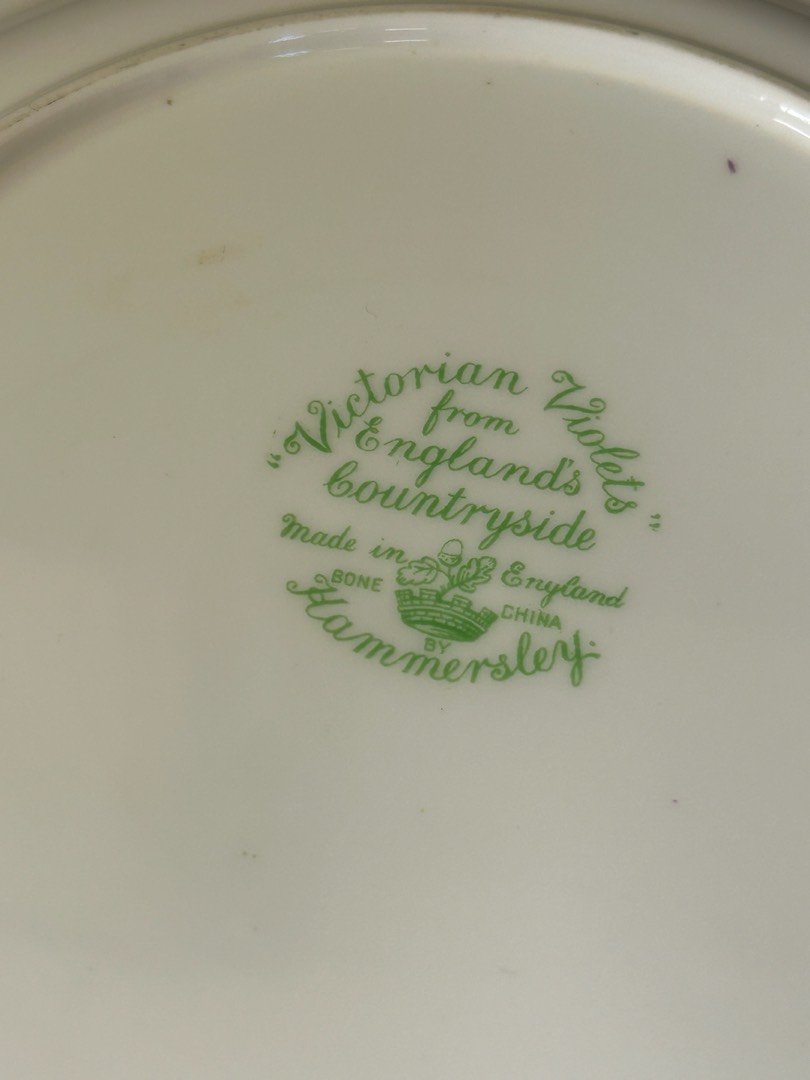 "Victorian Violets"
from
England's
Countryside
Made in England
BONE CHINA
BY
Hammersley.